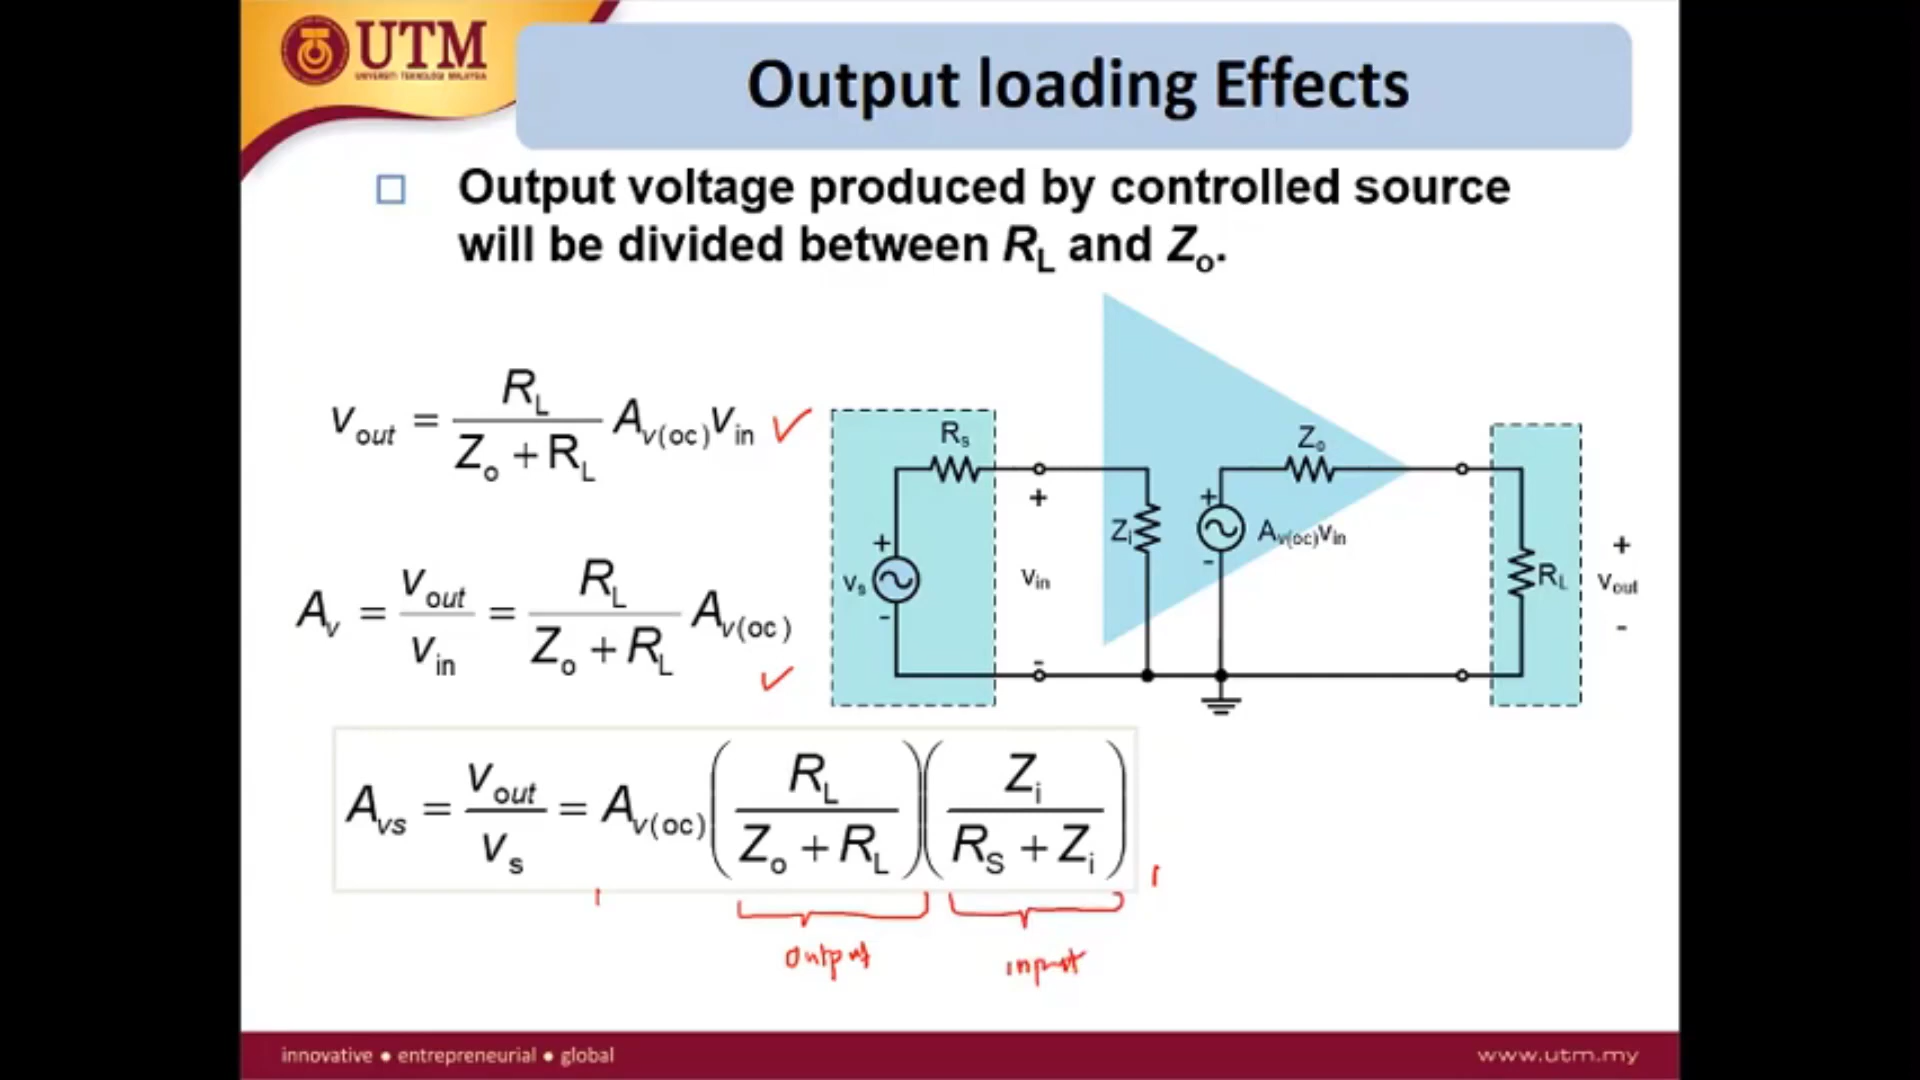 UTM
UNIVERSITI TEKNOLOGI MALAYSIA
Output loading Effects
Output voltage produced by controlled source
will be divided between R_L and Z_o.
v_out = R_L / (Z_o + R_L) A_v(oc) v_in ✓
A_v = v_out / v_in = R_L / (Z_o + R_L) A_v(oc) ✓
A_vs = v_out / v_s = A_v(oc) (R_L / (Z_o + R_L)) (Z_i / (R_S + Z_i))
output
input
R_s
+
v_s
-
+
v_in
-
Z_i
+
-
A_v(oc)v_in
Z_o
R_L
+
v_out
-
innovative ● entrepreneurial ● global
www.utm.my